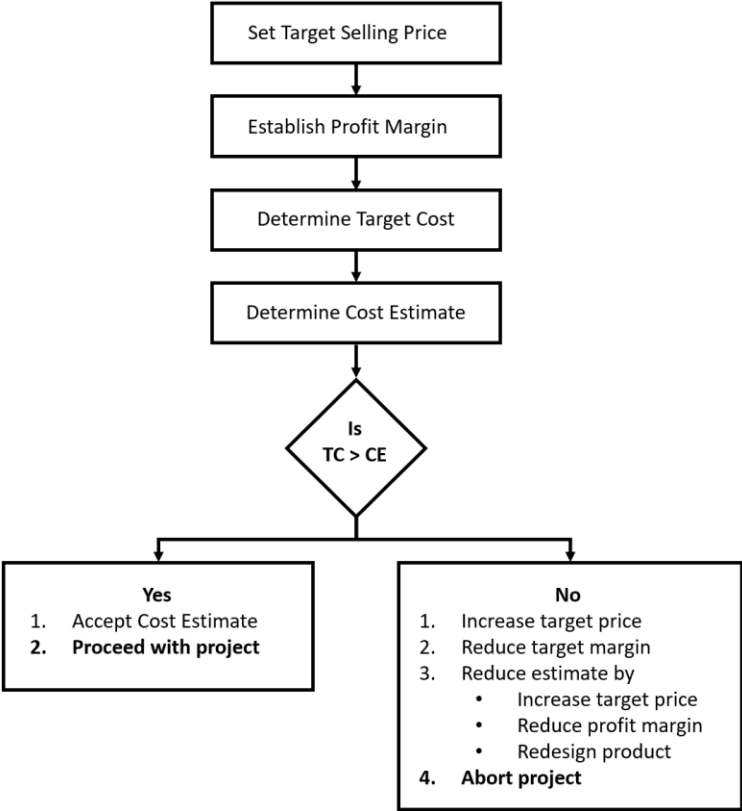 Set Target Selling Price
Establish Profit Margin
Determine Target Cost
Determine Cost Estimate
Is
TC > CE
Yes
1. Accept Cost Estimate
2. Proceed with project
No
1. Increase target price
2. Reduce target margin
3. Reduce estimate by
• Increase target price
• Reduce profit margin
• Redesign product
4. Abort project